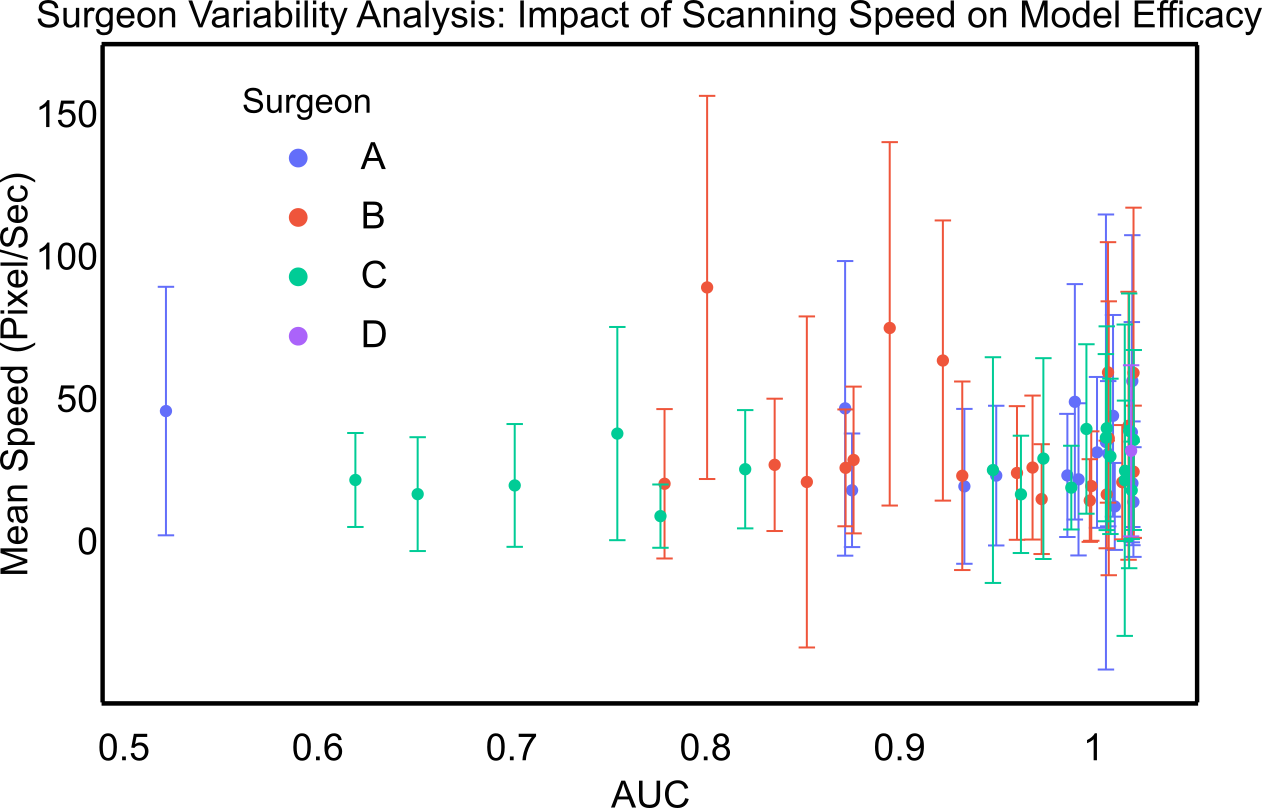 Surgeon Variability Analysis: Impact of Scanning Speed on Model Efficacy
Mean Speed (Pixel/Sec)
150
100
50
0
Surgeon
A
B
C
D
0.5 0.6 0.7 0.8 0.9 1
AUC